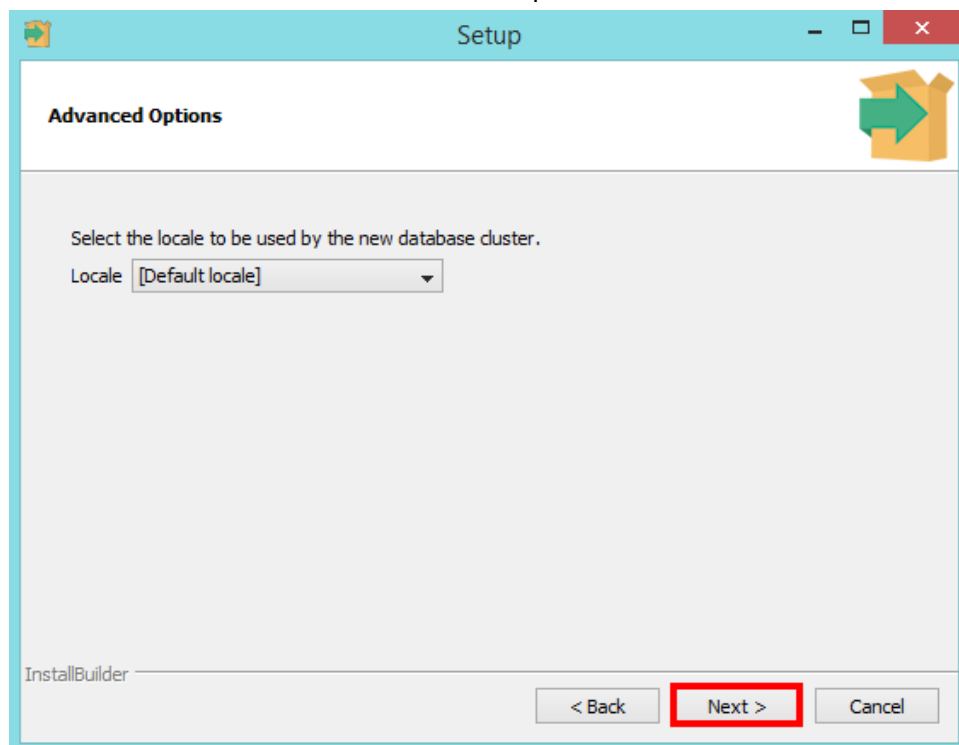 Setup
Advanced Options
Select the locale to be used by the new database cluster.
Locale [Default locale]
InstallBuilder
< Back Next > Cancel